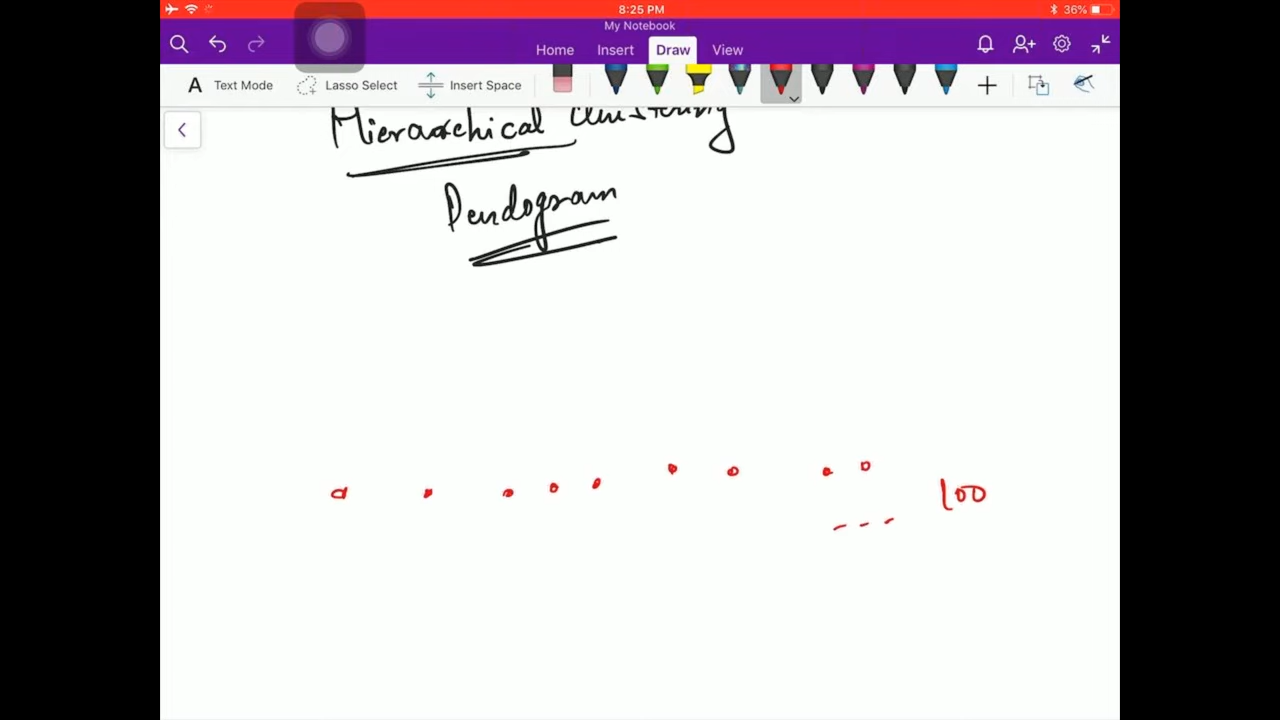 8:25 PM
36%
My Notebook
Home Insert Draw View
A Text Mode Lasso Select Insert Space
Hierarchical Clustering
Dendogram
100